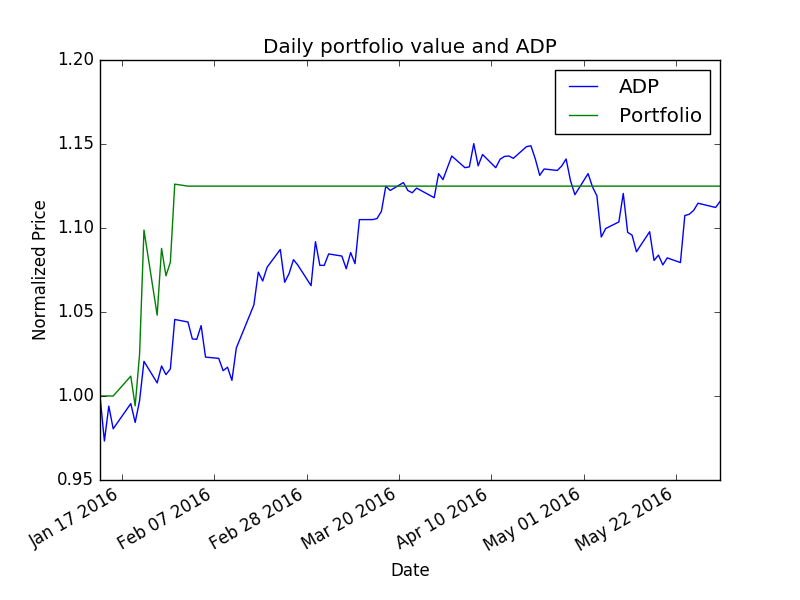 Daily portfolio value and ADP
1.20
1.15
1.10
1.05
1.00
0.95
Normalized Price
ADP
Portfolio
Jan 17 2016
Feb 07 2016
Feb 28 2016
Mar 20 2016
Apr 10 2016
May 01 2016
May 22 2016
Date